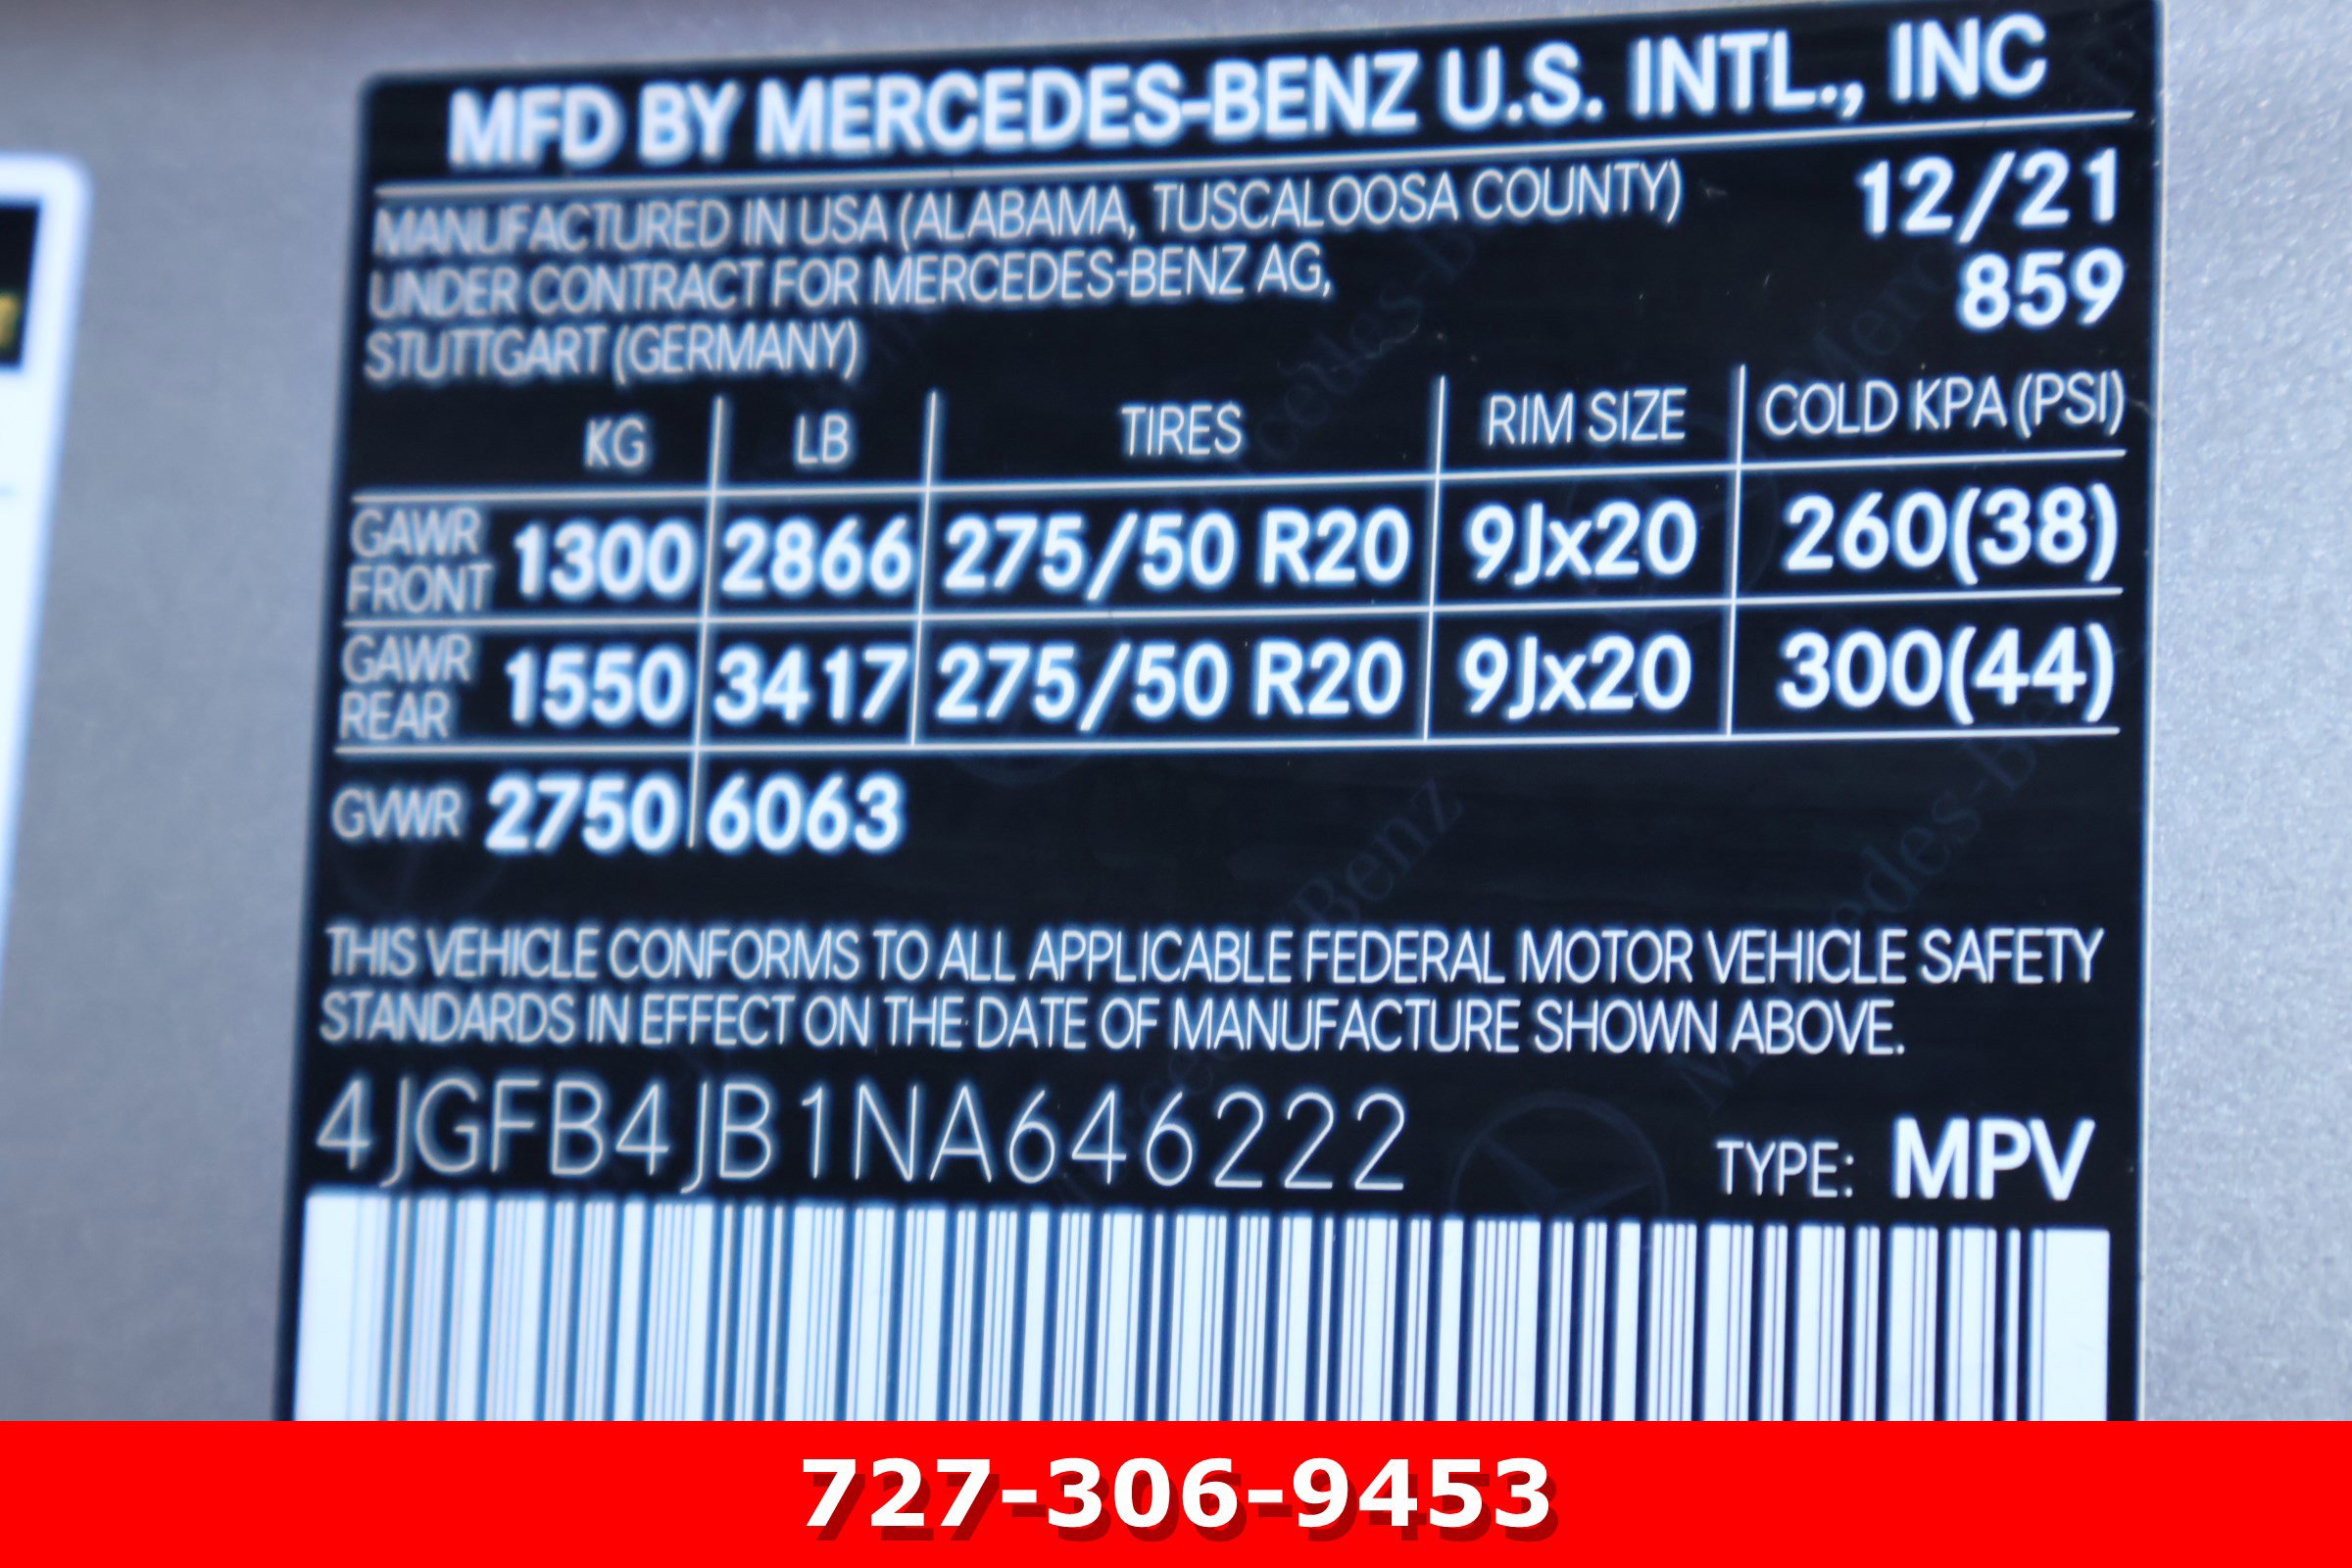 MFD BY MERCEDES-BENZ U.S. INTL., INC
MANUFACTURED IN USA (ALABAMA, TUSCALOOSA COUNTY) 12/21
UNDER CONTRACT FOR MERCEDES-BENZ AG, 859
STUTTGART (GERMANY)
KG LB TIRES RIM SIZE COLD KPA (PSI)
GAWR FRONT 1300 2866 275/50 R20 9Jx20 260(38)
GAWR REAR 1550 3417 275/50 R20 9Jx20 300(44)
GVWR 2750 6063
THIS VEHICLE CONFORMS TO ALL APPLICABLE FEDERAL MOTOR VEHICLE SAFETY
STANDARDS IN EFFECT ON THE DATE OF MANUFACTURE SHOWN ABOVE.
4JGFB4JB1NA646222 TYPE: MPV
727-306-9453